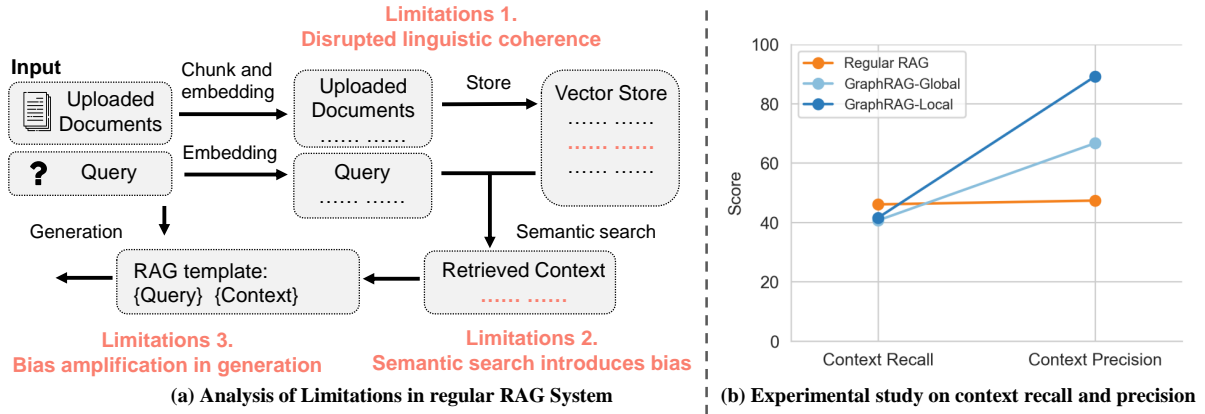 Limitations 1.
Disrupted linguistic coherence
Input
Uploaded
Documents
Chunk and
embedding
Uploaded
Documents
...... ......
Store
Vector Store
...... ......
...... ......
...... ......
? Query
Embedding
Query
...... ......
Generation
Semantic search
RAG template:
{Query} {Context}
Retrieved Context
...... ......
Limitations 3.
Bias amplification in generation
Limitations 2.
Semantic search introduces bias
(a) Analysis of Limitations in regular RAG System
100
80
60
40
20
0
Score
Regular RAG
GraphRAG-Global
GraphRAG-Local
Context Recall
Context Precision
(b) Experimental study on context recall and precision